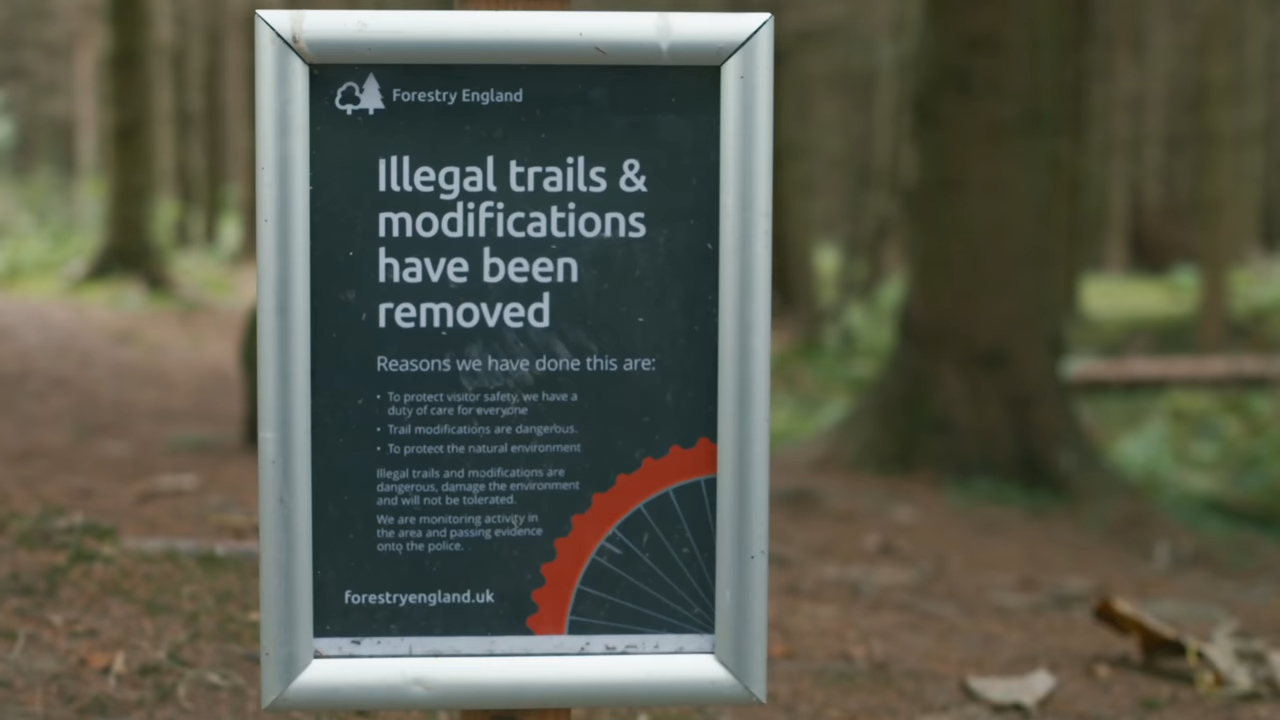 Forestry England
Illegal trails &
modifications
have been
removed
Reasons we have done this are:
• To protect visitor safety, we have a
duty of care for everyone
• Trail modifications are dangerous.
• To protect the natural environment
Illegal trails and modifications are
dangerous, damage the environment
and will not be tolerated.
We are monitoring activity in
the area and passing evidence
onto the police.
forestryengland.uk